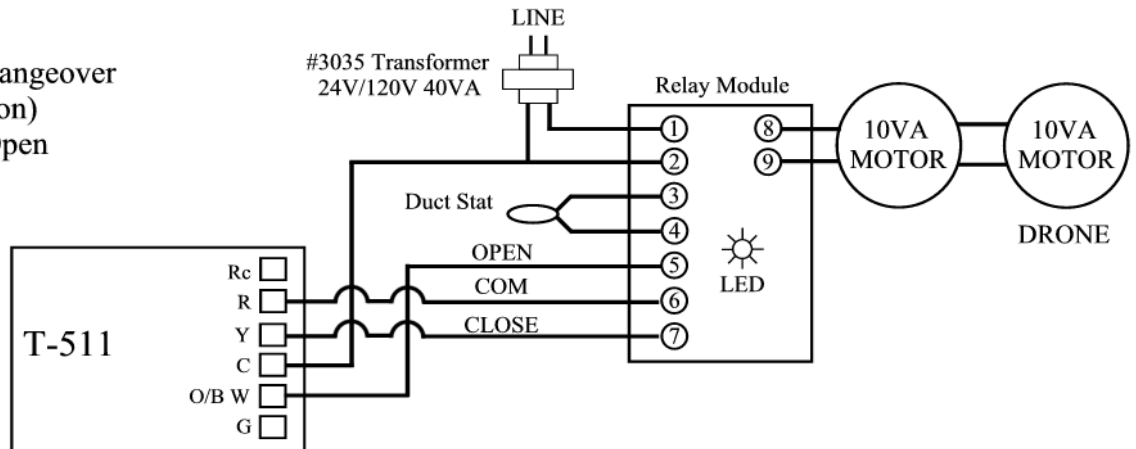 LINE
#3035 Transformer
24V/120V 40VA
angeover
on)
Open
Relay Module
1
2
3
4
5
6
7
8
9
10VA
MOTOR
10VA
MOTOR
DRONE
Duct Stat
OPEN
COM
CLOSE
LED
T-511
Rc
R
Y
C
O/B W
G